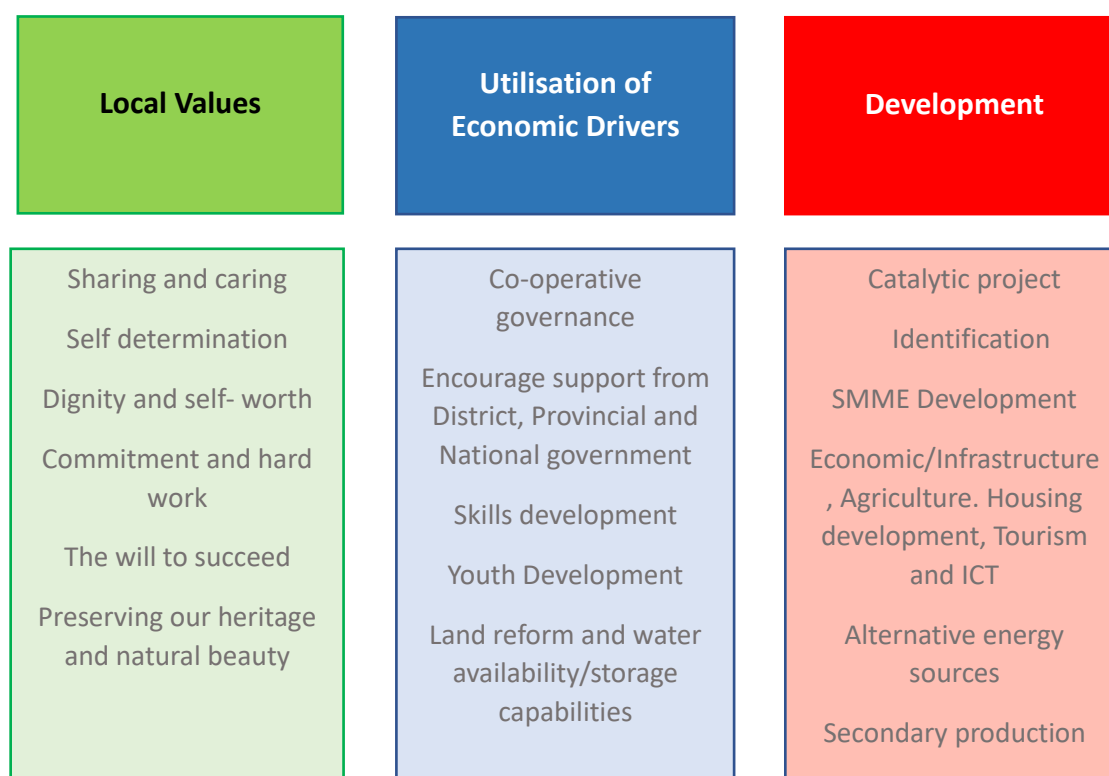 Local Values
Utilisation of
Economic Drivers
Development
Sharing and caring
Self determination
Dignity and self- worth
Commitment and hard
work
The will to succeed
Preserving our heritage
and natural beauty
Co-operative
governance
Encourage support from
District, Provincial and
National government
Skills development
Youth Development
Land reform and water
availability/storage
capabilities
Catalytic project
Identification
SMME Development
Economic/Infrastructure
, Agriculture. Housing
development, Tourism
and ICT
Alternative energy
sources
Secondary production